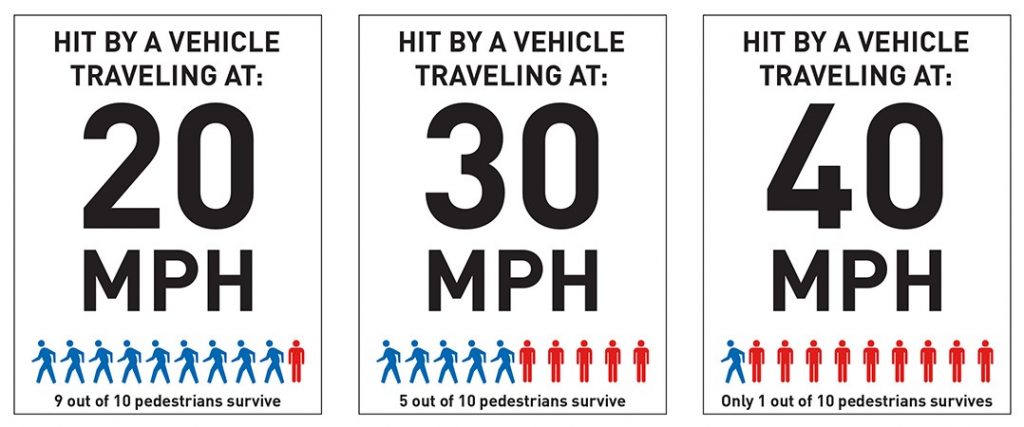 HIT BY A VEHICLE
TRAVELING AT:
20
MPH
9 out of 10 pedestrians survive
HIT BY A VEHICLE
TRAVELING AT:
30
MPH
5 out of 10 pedestrians survive
HIT BY A VEHICLE
TRAVELING AT:
40
MPH
Only 1 out of 10 pedestrians survives